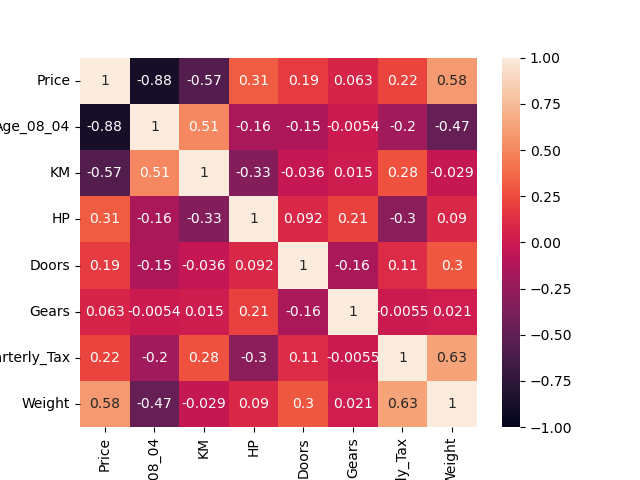 Price 1 -0.88 -0.57 0.31 0.19 0.063 0.22 0.58
Age_08_04 -0.88 1 0.51 -0.16 -0.15 -0.0054 -0.2 -0.47
KM -0.57 0.51 1 -0.33 -0.036 0.015 0.28 -0.029
HP 0.31 -0.16 -0.33 1 0.092 0.21 -0.3 0.09
Doors 0.19 -0.15 -0.036 0.092 1 -0.16 0.11 0.3
Gears 0.063 -0.0054 0.015 0.21 -0.16 1 -0.0055 0.021
arterly_Tax 0.22 -0.2 0.28 -0.3 0.11 -0.0055 1 0.63
Weight 0.58 -0.47 -0.029 0.09 0.3 0.021 0.63 1
Price 08_04 KM HP Doors Gears ly_Tax Weight
1.00
0.75
0.50
0.25
0.00
−0.25
−0.50
−0.75
−1.00